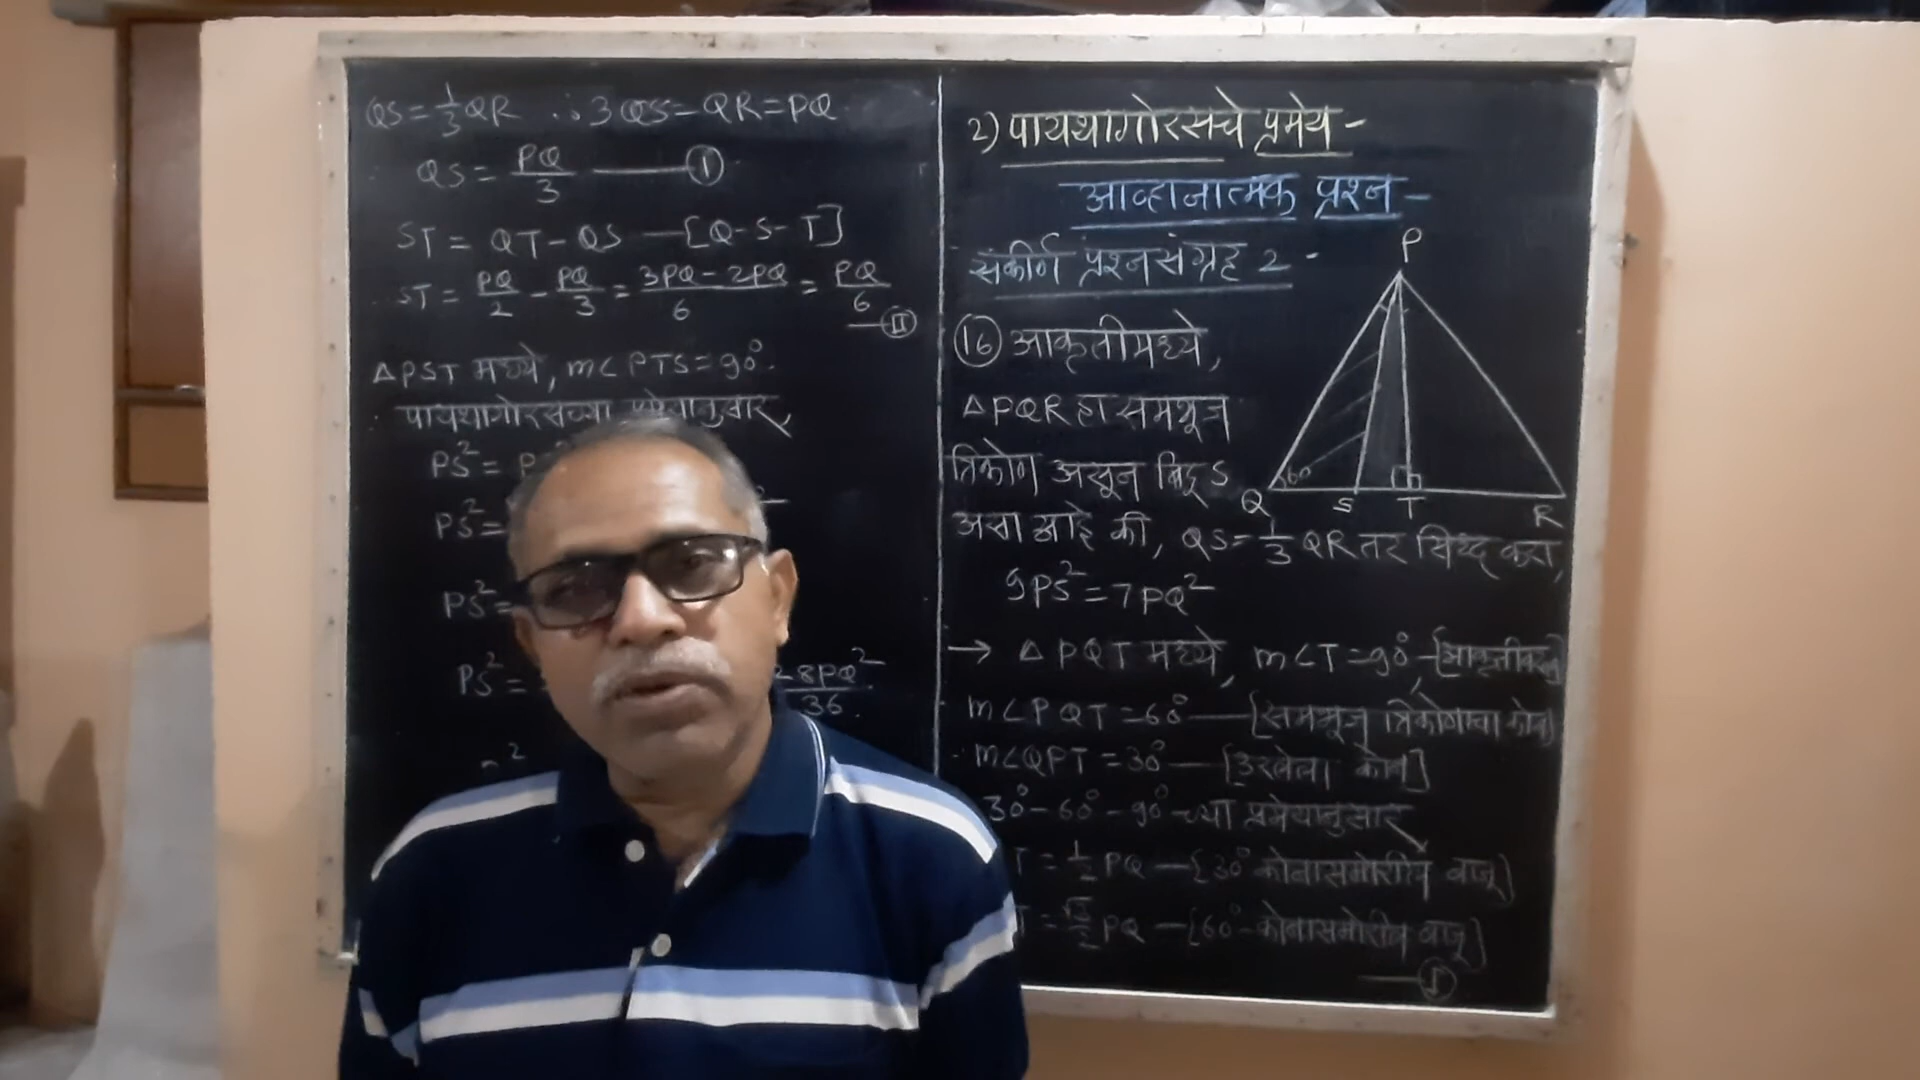 QS = 1/3 QR ∴ 3QS = QR = PQ
QS = PQ/3 —— Ⅰ
ST = QT - QS — [Q-S-T]
ST = PQ/2 - PQ/3 = 3PQ - 2PQ/6 = PQ/6
— Ⅱ
△PST मध्ये, m∠PTS = 90°.
पायथागोरसच्या प्रमेयानुसार,
PS² = P
PS² =
PS² =
PS² = 28PQ²/36.
2) पायथागोरसचे प्रमेय -
आव्हानात्मक प्रश्न -
संकीर्ण प्रश्नसंग्रह 2 -
⑯ आकृतीमध्ये,
△PQR हा समभूज
त्रिकोण असून बिंदू S
असा आहे की, QS = 1/3 QR तर सिध्द करा,
9PS² = 7PQ²
P
60°
Q S T R
→ △PQT मध्ये, m∠T = 90°, - [आकृतीवरून]
m∠PQT = 60° — [समभूज त्रिकोणाचा कोन]
m∠QPT = 30° — [उरलेला कोन]
30° - 60° - 90° च्या प्रमेयानुसार,
T = 1/2 PQ — [30° कोनासमोरील बाजू]
T = √3/2 PQ — [60° कोनासमोरील बाजू]
— Ⅰ